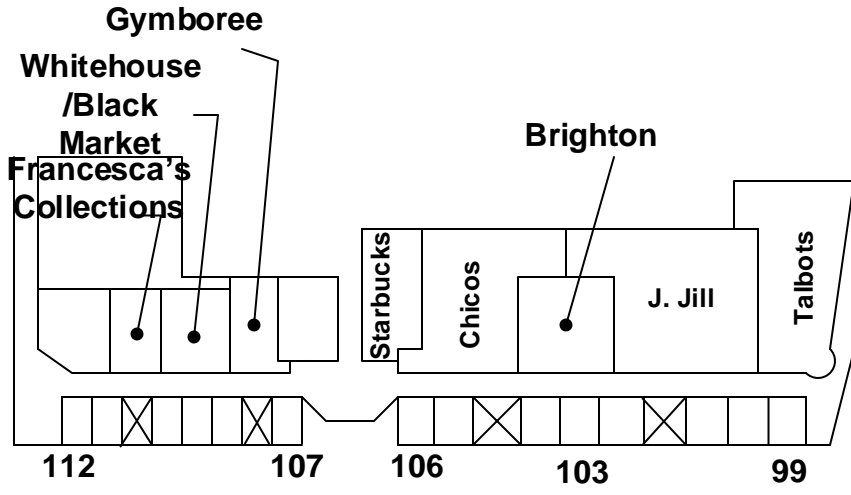 Gymboree
Whitehouse
/Black
Market
Francesca's
Collections
Brighton
Starbucks
Chicos
J. Jill
Talbots
112
107
106
103
99